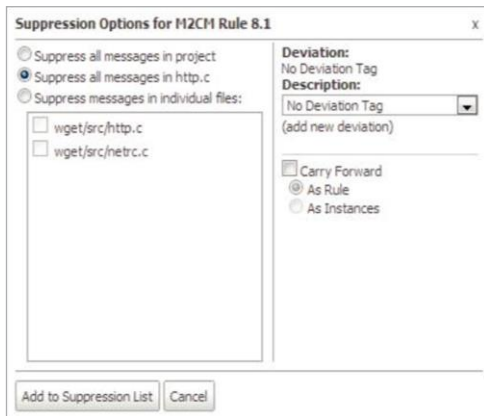 Suppression Options for M2CM Rule 8.1 x
Suppress all messages in project
Suppress all messages in http.c
Suppress messages in individual files:
wget/src/http.c
wget/src/netrc.c
Deviation:
No Deviation Tag
Description:
No Deviation Tag
(add new deviation)
Carry Forward
As Rule
As Instances
Add to Suppression List Cancel